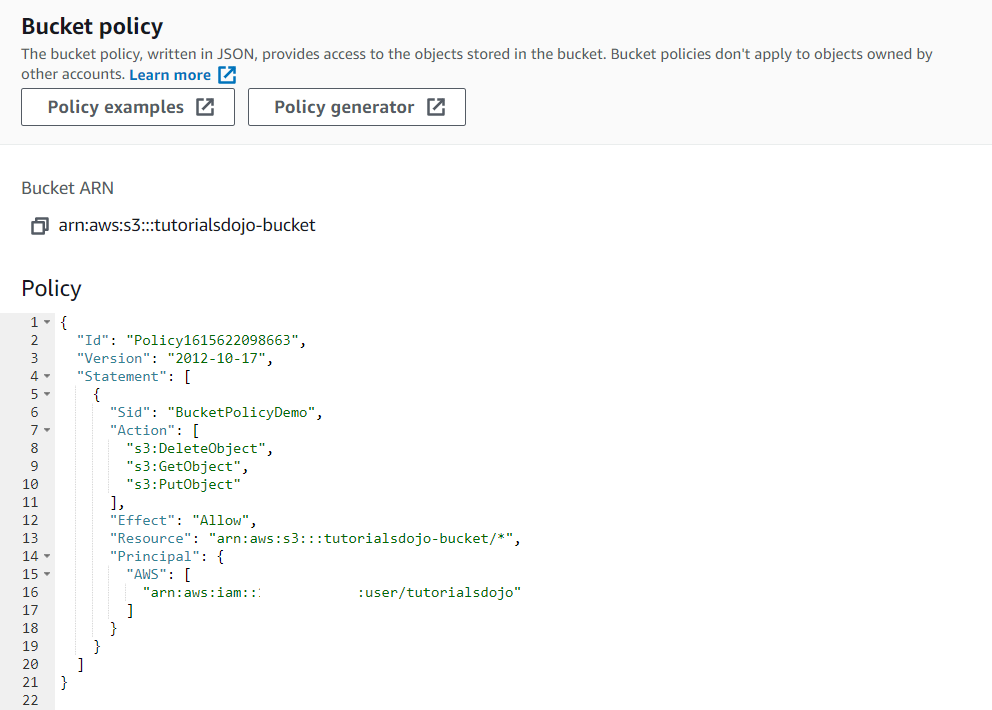 Bucket policy
The bucket policy, written in JSON, provides access to the objects stored in the bucket. Bucket policies don't apply to objects owned by
other accounts. Learn more
Policy examples Policy generator
Bucket ARN
arn:aws:s3:::tutorialsdojo-bucket
Policy
1 {
2   "Id": "Policy1615622098663",
3   "Version": "2012-10-17",
4   "Statement": [
5     {
6       "Sid": "BucketPolicyDemo",
7       "Action": [
8         "s3:DeleteObject",
9         "s3:GetObject",
10         "s3:PutObject"
11       ],
12       "Effect": "Allow",
13       "Resource": "arn:aws:s3:::tutorialsdojo-bucket/*",
14       "Principal": {
15         "AWS": [
16           "arn:aws:iam:: :user/tutorialsdojo"
17         ]
18       }
19     }
20   ]
21 }
22